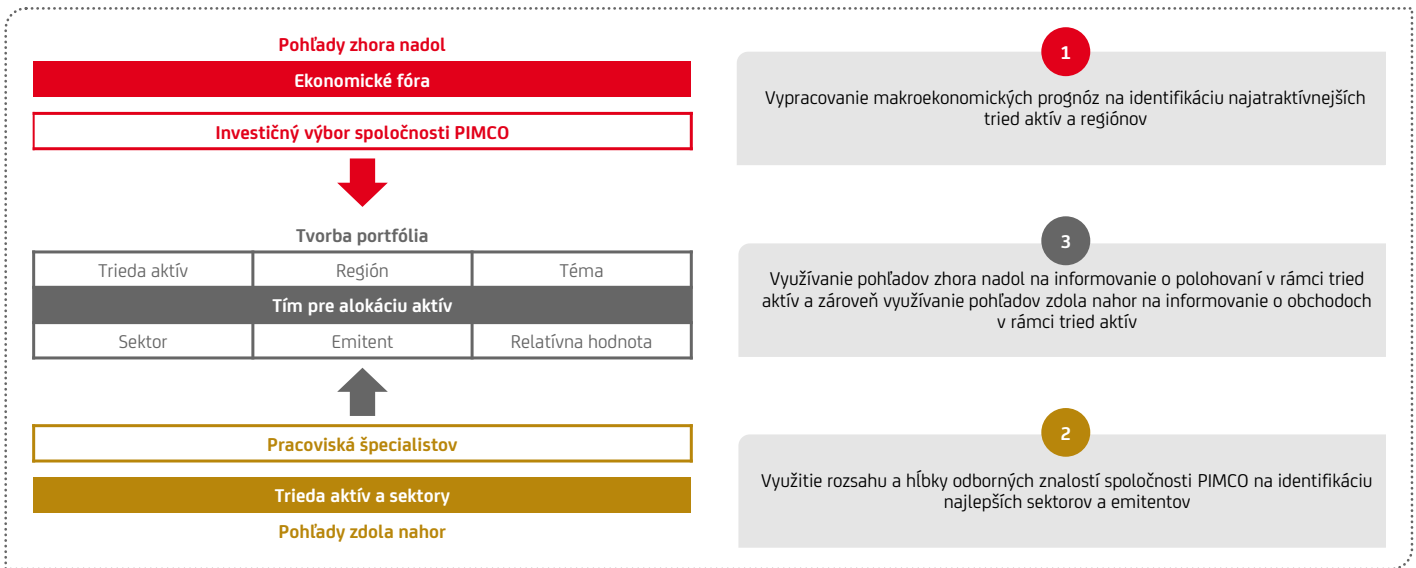 Pohľady zhora nadol
Ekonomické fóra
Investičný výbor spoločnosti PIMCO
Tvorba portfólia
Trieda aktív
Región
Téma
Tím pre alokáciu aktív
Sektor
Emitent
Relatívna hodnota
Pracoviská špecialistov
Trieda aktív a sektory
Pohľady zdola nahor
1
Vypracovanie makroekonomických prognóz na identifikáciu najatraktívnejších
tried aktív a regiónov
3
Využívanie pohľadov zhora nadol na informovanie o polohovaní v rámci tried
aktív a zároveň využívanie pohľadov zdola nahor na informovanie o obchodoch
v rámci tried aktív
2
Využitie rozsahu a hĺbky odborných znalostí spoločnosti PIMCO na identifikáciu
najlepších sektorov a emitentov